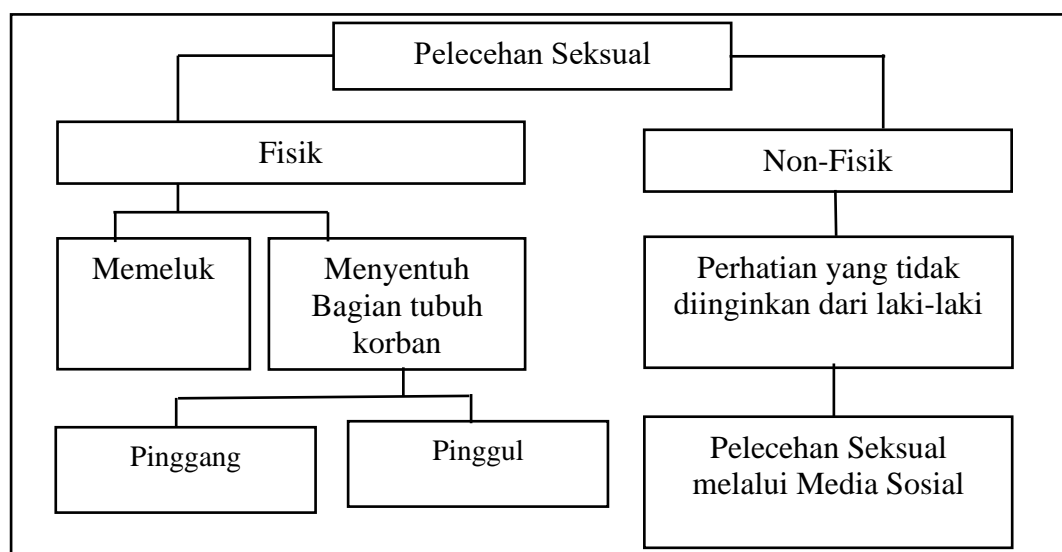 Pelecehan Seksual
Fisik
Non-Fisik
Memeluk
Menyentuh
Bagian tubuh
korban
Perhatian yang tidak
diinginkan dari laki-laki
Pinggang
Pinggul
Pelecehan Seksual
melalui Media Sosial